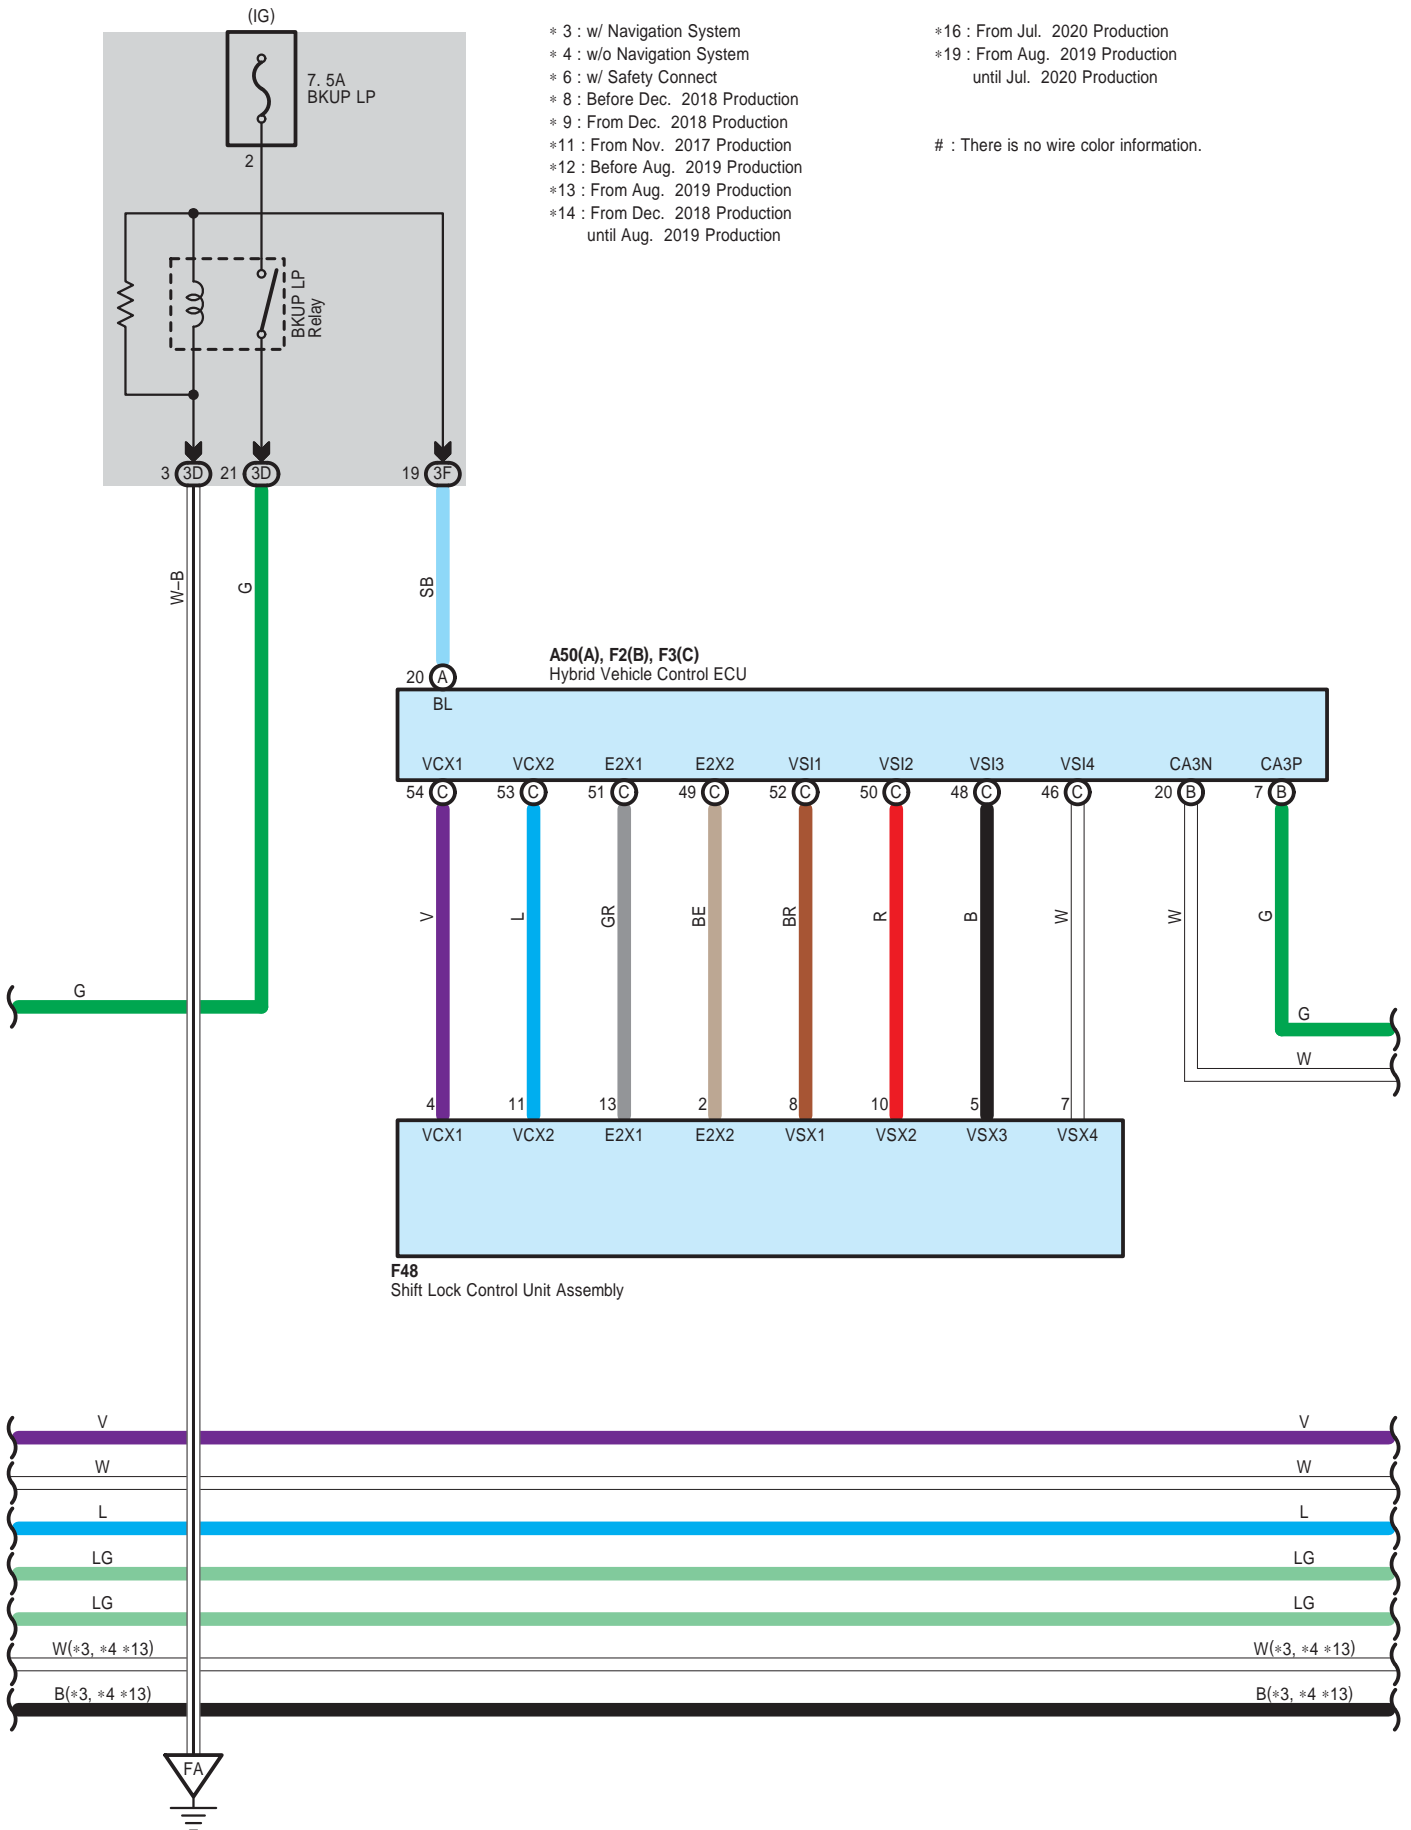 (IG)
7. 5A
BKUP LP
2
BKUP LP
Relay
∗ 3 : w/ Navigation System
∗ 4 : w/o Navigation System
∗ 6 : w/ Safety Connect
∗ 8 : Before Dec. 2018 Production
∗ 9 : From Dec. 2018 Production
∗11 : From Nov. 2017 Production
∗12 : Before Aug. 2019 Production
∗13 : From Aug. 2019 Production
∗14 : From Dec. 2018 Production
until Aug. 2019 Production
∗16 : From Jul. 2020 Production
∗19 : From Aug. 2019 Production
until Jul. 2020 Production
# : There is no wire color information.
3 3D 21 3D 19 3F
W–B G SB
A50(A), F2(B), F3(C)
Hybrid Vehicle Control ECU
20 A
BL
VCX1 VCX2 E2X1 E2X2 VSI1 VSI2 VSI3 VSI4 CA3N CA3P
54 C 53 C 51 C 49 C 52 C 50 C 48 C 46 C 20 B 7 B
V L GR BE BR R B W W G
G
G
W
4 11 13 2 8 10 5 7
VCX1 VCX2 E2X1 E2X2 VSX1 VSX2 VSX3 VSX4
F48
Shift Lock Control Unit Assembly
V V
W W
L L
LG LG
LG LG
W(∗3, ∗4 ∗13) W(∗3, ∗4 ∗13)
B(∗3, ∗4 ∗13) B(∗3, ∗4 ∗13)
FA